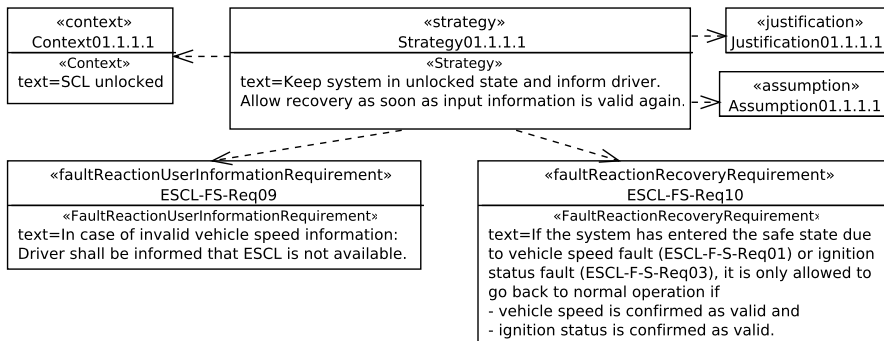 «context»
Context01.1.1.1
«Context»
text=SCL unlocked
«strategy»
Strategy01.1.1.1
«Strategy»
text=Keep system in unlocked state and inform driver.
Allow recovery as soon as input information is valid again.
«justification»
Justification01.1.1.1
«assumption»
Assumption01.1.1.1
«faultReactionUserInformationRequirement»
ESCL-FS-Req09
«FaultReactionUserInformationRequirement»
text=In case of invalid vehicle speed information:
Driver shall be informed that ESCL is not available.
«faultReactionRecoveryRequirement»
ESCL-FS-Req10
«FaultReactionRecoveryRequirement»
text=If the system has entered the safe state due
to vehicle speed fault (ESCL-F-S-Req01) or ignition
status fault (ESCL-F-S-Req03), it is only allowed to
go back to normal operation if
- vehicle speed is confirmed as valid and
- ignition status is confirmed as valid.